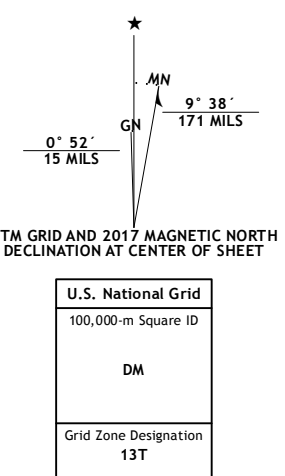 ★
MN
GN
9° 38´
171 MILS
0° 52´
15 MILS
TM GRID AND 2017 MAGNETIC NORTH
DECLINATION AT CENTER OF SHEET
U.S. National Grid
100,000-m Square ID
DM
Grid Zone Designation
13T